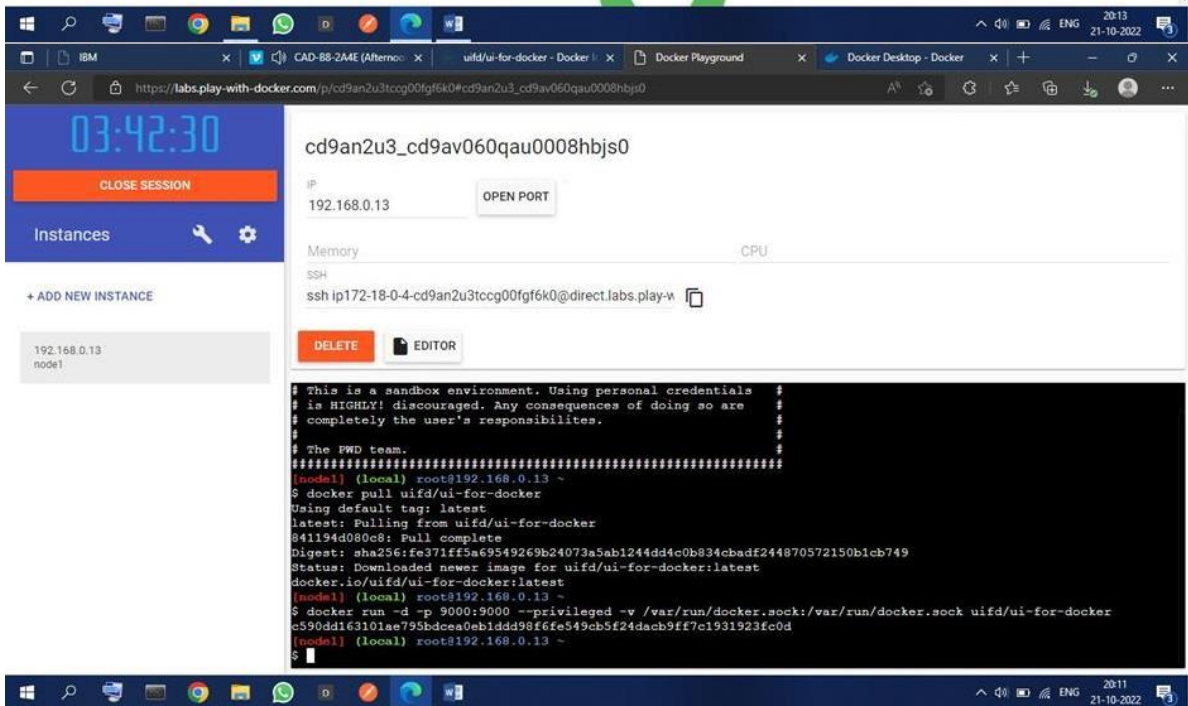 ENG
20:13
21-10-2022
IBM
CAD-BB-2A4E (Afternoo
uifd/ui-for-docker - Docker
Docker Playground
Docker Desktop - Docker
https://labs.play-with-docker.com/p/cd9an2u3tccg00fgf6k0#cd9an2u3_cd9av060qau0008hbjs0
03:42:30
CLOSE SESSION
Instances
+ ADD NEW INSTANCE
192.168.0.13
node1
cd9an2u3_cd9av060qau0008hbjs0
IP
192.168.0.13
OPEN PORT
Memory
CPU
SSH
ssh ip172-18-0-4-cd9an2u3tccg00fgf6k0@direct.labs.play-w
DELETE
EDITOR
# This is a sandbox environment. Using personal credentials #
# is HIGHLY! discouraged. Any consequences of doing so are #
# completely the user's responsibilites. #
# #
# The PWD team. #
###############################################################
[node1] (local) root@192.168.0.13 ~
$ docker pull uifd/ui-for-docker
Using default tag: latest
latest: Pulling from uifd/ui-for-docker
841194d080c8: Pull complete
Digest: sha256:fe371ff5a69549269b24073a5ab1244dd4c0b834cbadf244870572150b1cb749
Status: Downloaded newer image for uifd/ui-for-docker:latest
docker.io/uifd/ui-for-docker:latest
[node1] (local) root@192.168.0.13 ~
$ docker run -d -p 9000:9000 --privileged -v /var/run/docker.sock:/var/run/docker.sock uifd/ui-for-docker
c590dd163101ae795bdcea0eb1ddd98f6fe549cb5f24dacb9ff7c1931923fc0d
[node1] (local) root@192.168.0.13 ~
$
ENG
20:11
21-10-2022